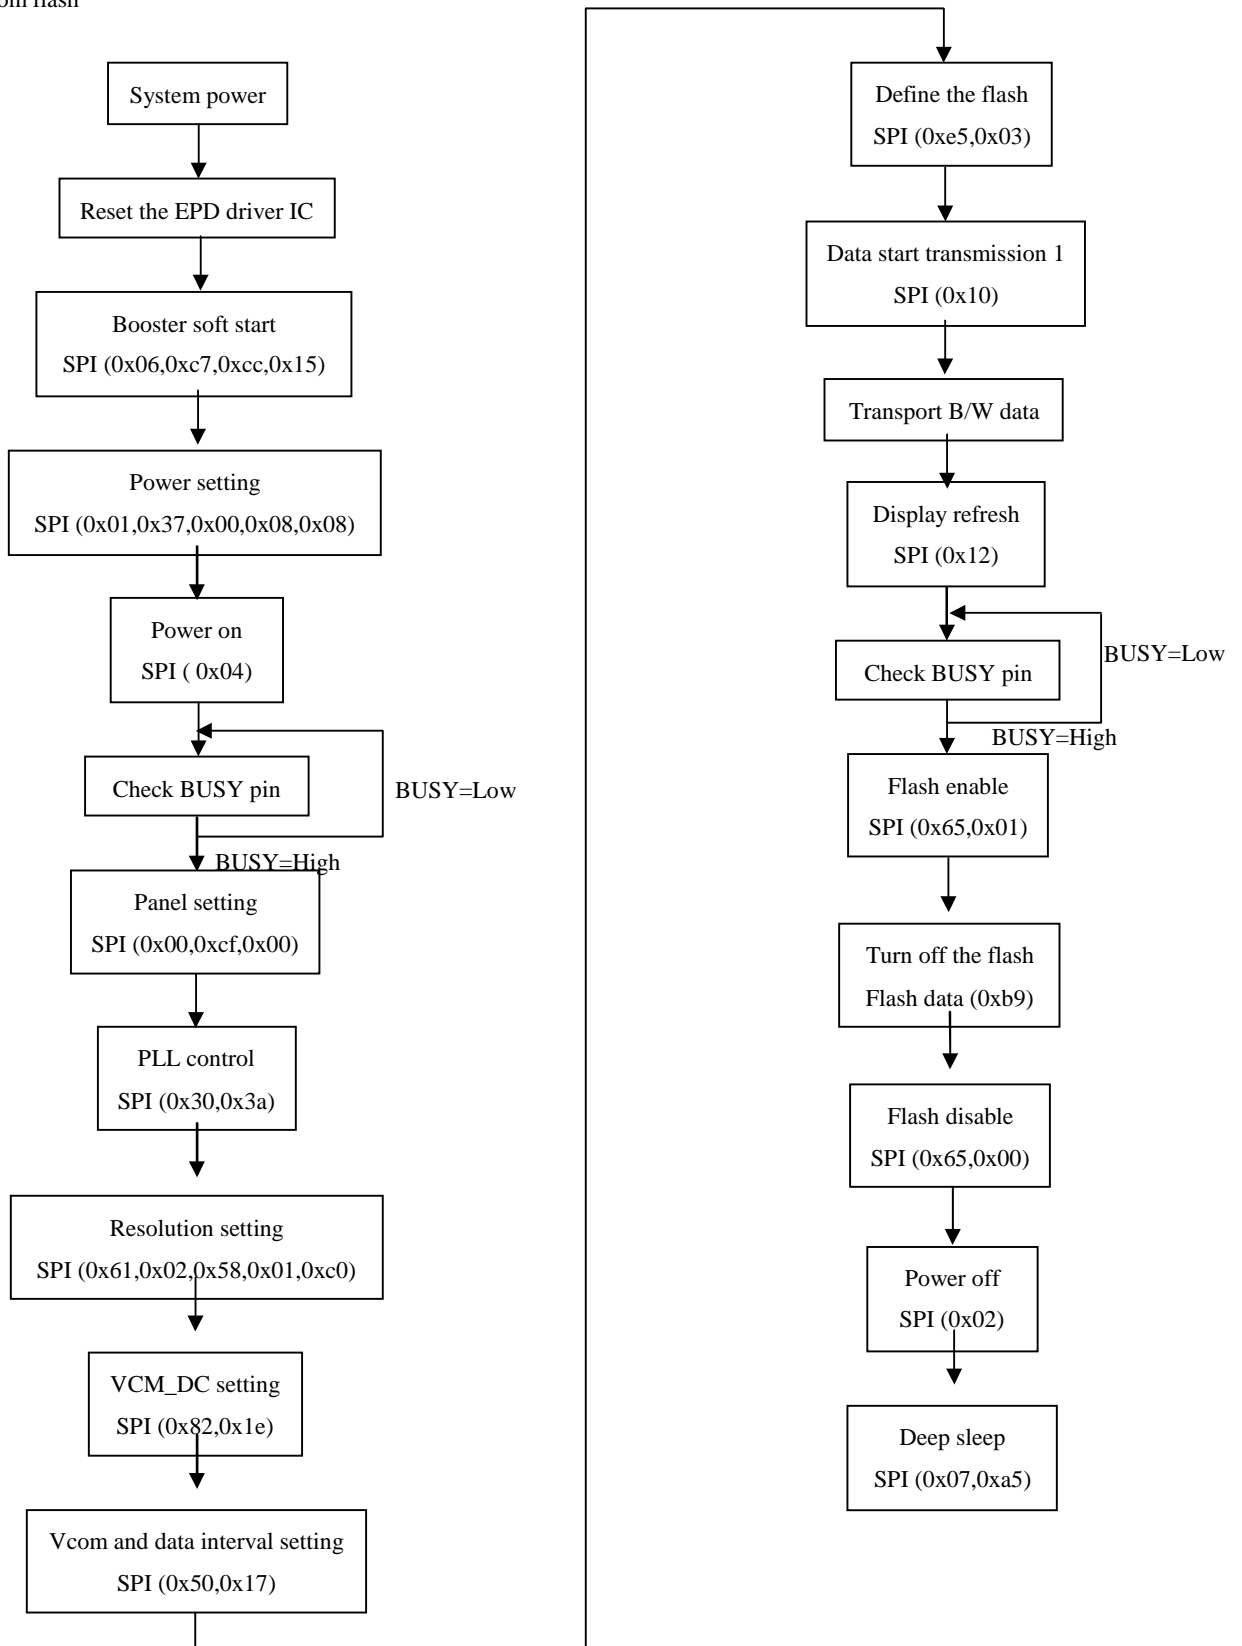 om flash
System power
Reset the EPD driver IC
Booster soft start
SPI (0x06,0xc7,0xcc,0x15)
Power setting
SPI (0x01,0x37,0x00,0x08,0x08)
Power on
SPI ( 0x04)
Check BUSY pin
BUSY=Low
BUSY=High
Panel setting
SPI (0x00,0xcf,0x00)
PLL control
SPI (0x30,0x3a)
Resolution setting
SPI (0x61,0x02,0x58,0x01,0xc0)
VCM_DC setting
SPI (0x82,0x1e)
Vcom and data interval setting
SPI (0x50,0x17)
Define the flash
SPI (0xe5,0x03)
Data start transmission 1
SPI (0x10)
Transport B/W data
Display refresh
SPI (0x12)
Check BUSY pin
BUSY=Low
BUSY=High
Flash enable
SPI (0x65,0x01)
Turn off the flash
Flash data (0xb9)
Flash disable
SPI (0x65,0x00)
Power off
SPI (0x02)
Deep sleep
SPI (0x07,0xa5)